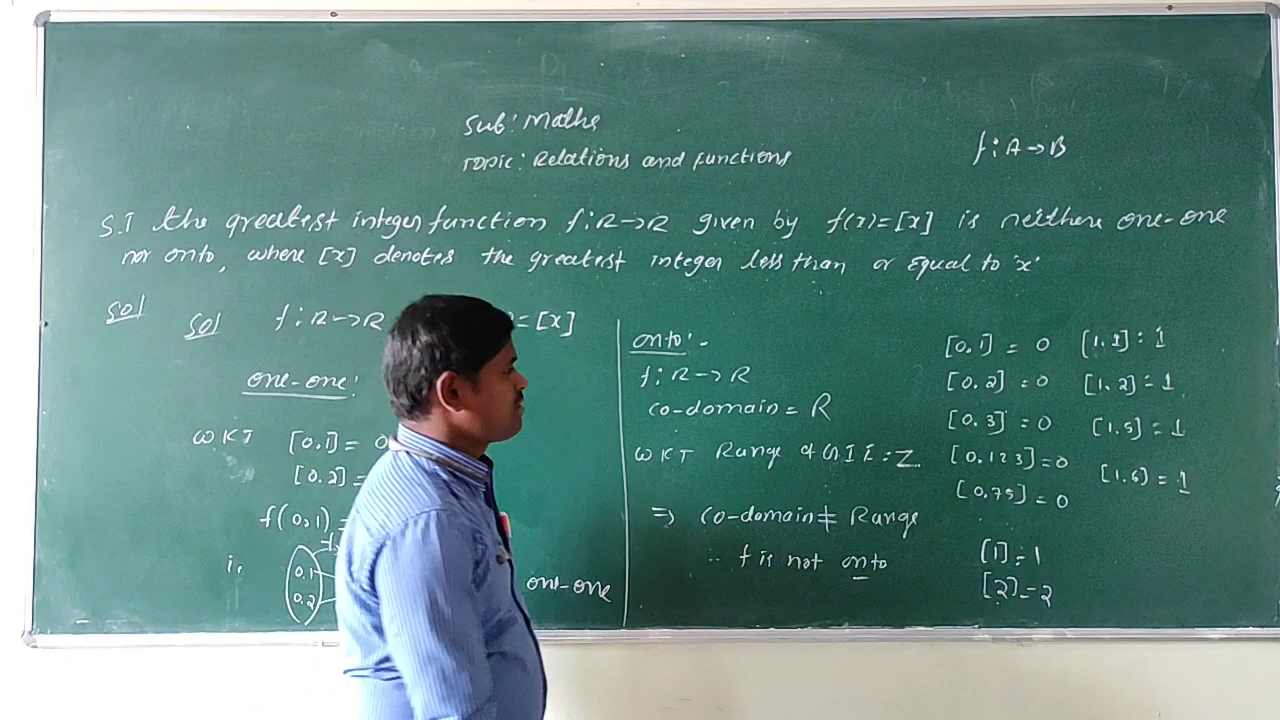 Sub: Maths
Topic: Relations and Functions
f: A→B
S.T the greatest integer function f: R→R given by f(x)=[x] is neithere one-one
nor onto, where [x] denotes the greatest integer less than or equal to 'x'
Sol
Sol f: R→R = [x]
one-one:
WKT [0.1] = 0
[0.2] =
f(0.1) =
i.
0.1
0.2
one-one
onto:-
f: R→R
co-domain = R
WKT Range of GIF = Z
⇒ co-domain ≠ Range
∴ f is not onto
[0.1] = 0 [1.1] = 1
[0.2] = 0 [1.2] = 1
[0.3] = 0 [1.5] = 1
[0.123] = 0 [1.6] = 1
[0.75] = 0
[1] = 1
[2] = 2